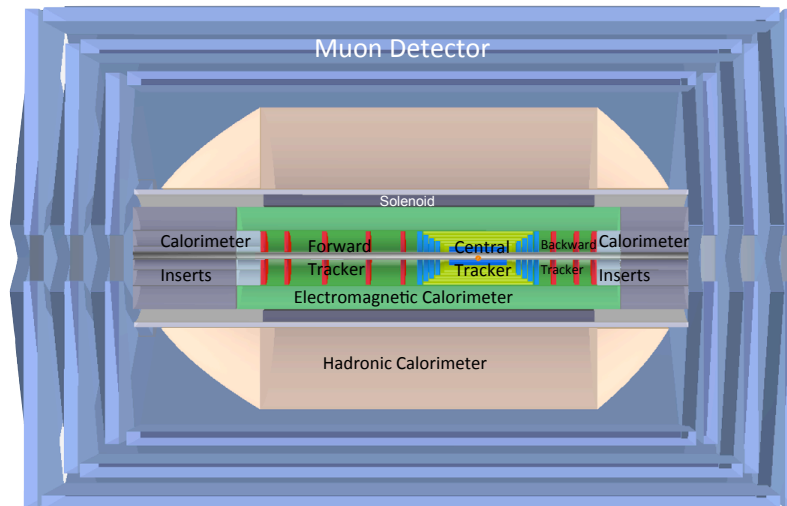 Muon Detector
Solenoid
Calorimeter Forward Central Backward Calorimeter
Inserts Tracker Tracker Tracker Inserts
Electromagnetic Calorimeter
Hadronic Calorimeter